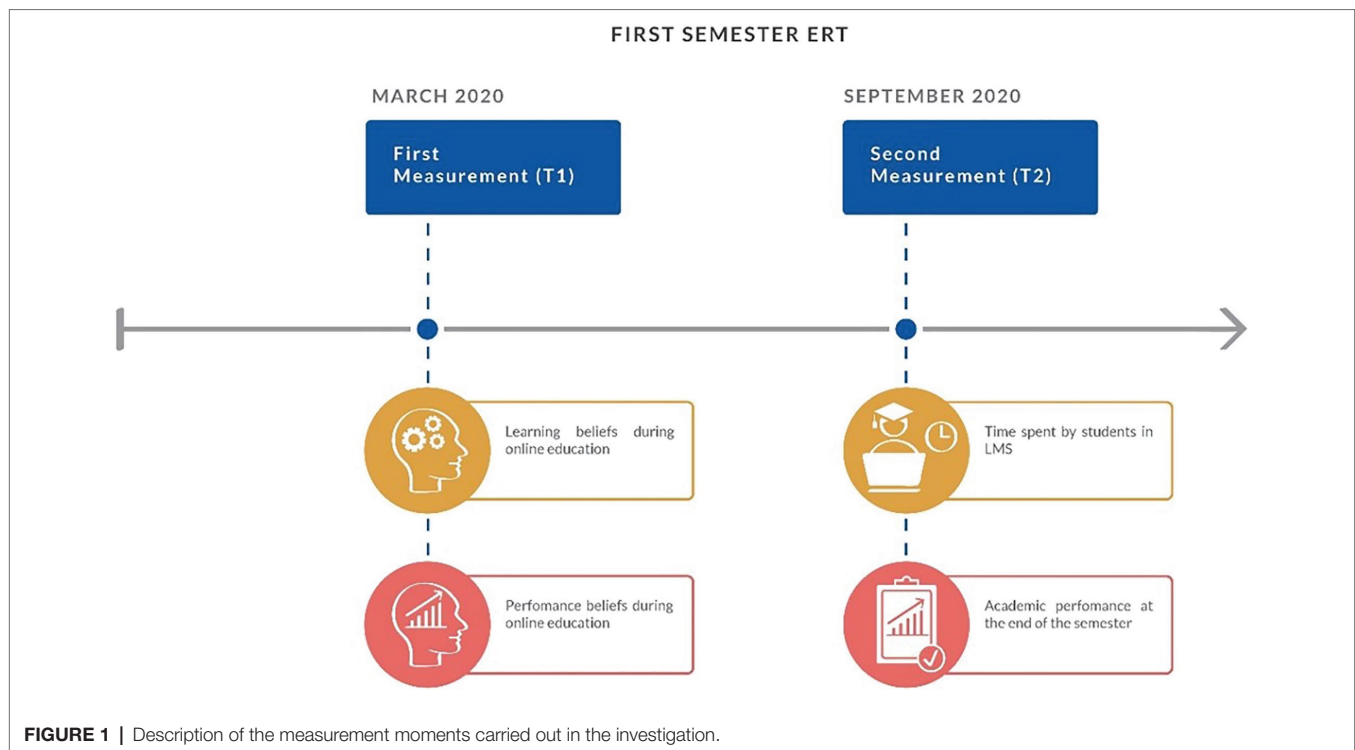 FIRST SEMESTER ERT
MARCH 2020
First
Measurement (T1)
Learning beliefs during
online education
Perfomance beliefs during
online education
SEPTEMBER 2020
Second
Measurement (T2)
Time spent by students in
LMS
Academic perfomance at
the end of the semester
FIGURE 1 | Description of the measurement moments carried out in the investigation.